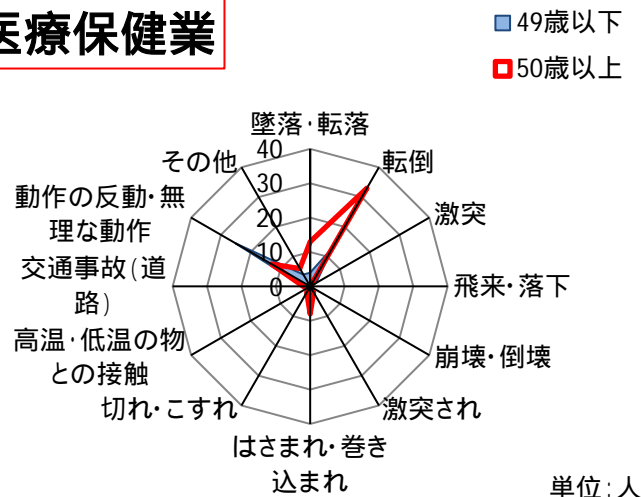 医療保健業
49歳以下
50歳以上
墜落・転落
転倒
激突
飛来・落下
崩壊・倒壊
激突され
はさまれ・巻き
込まれ
切れ・こすれ
高温・低温の物
との接触
交通事故(道
路)
動作の反動・無
理な動作
その他
40
30
20
10
0
単位:人